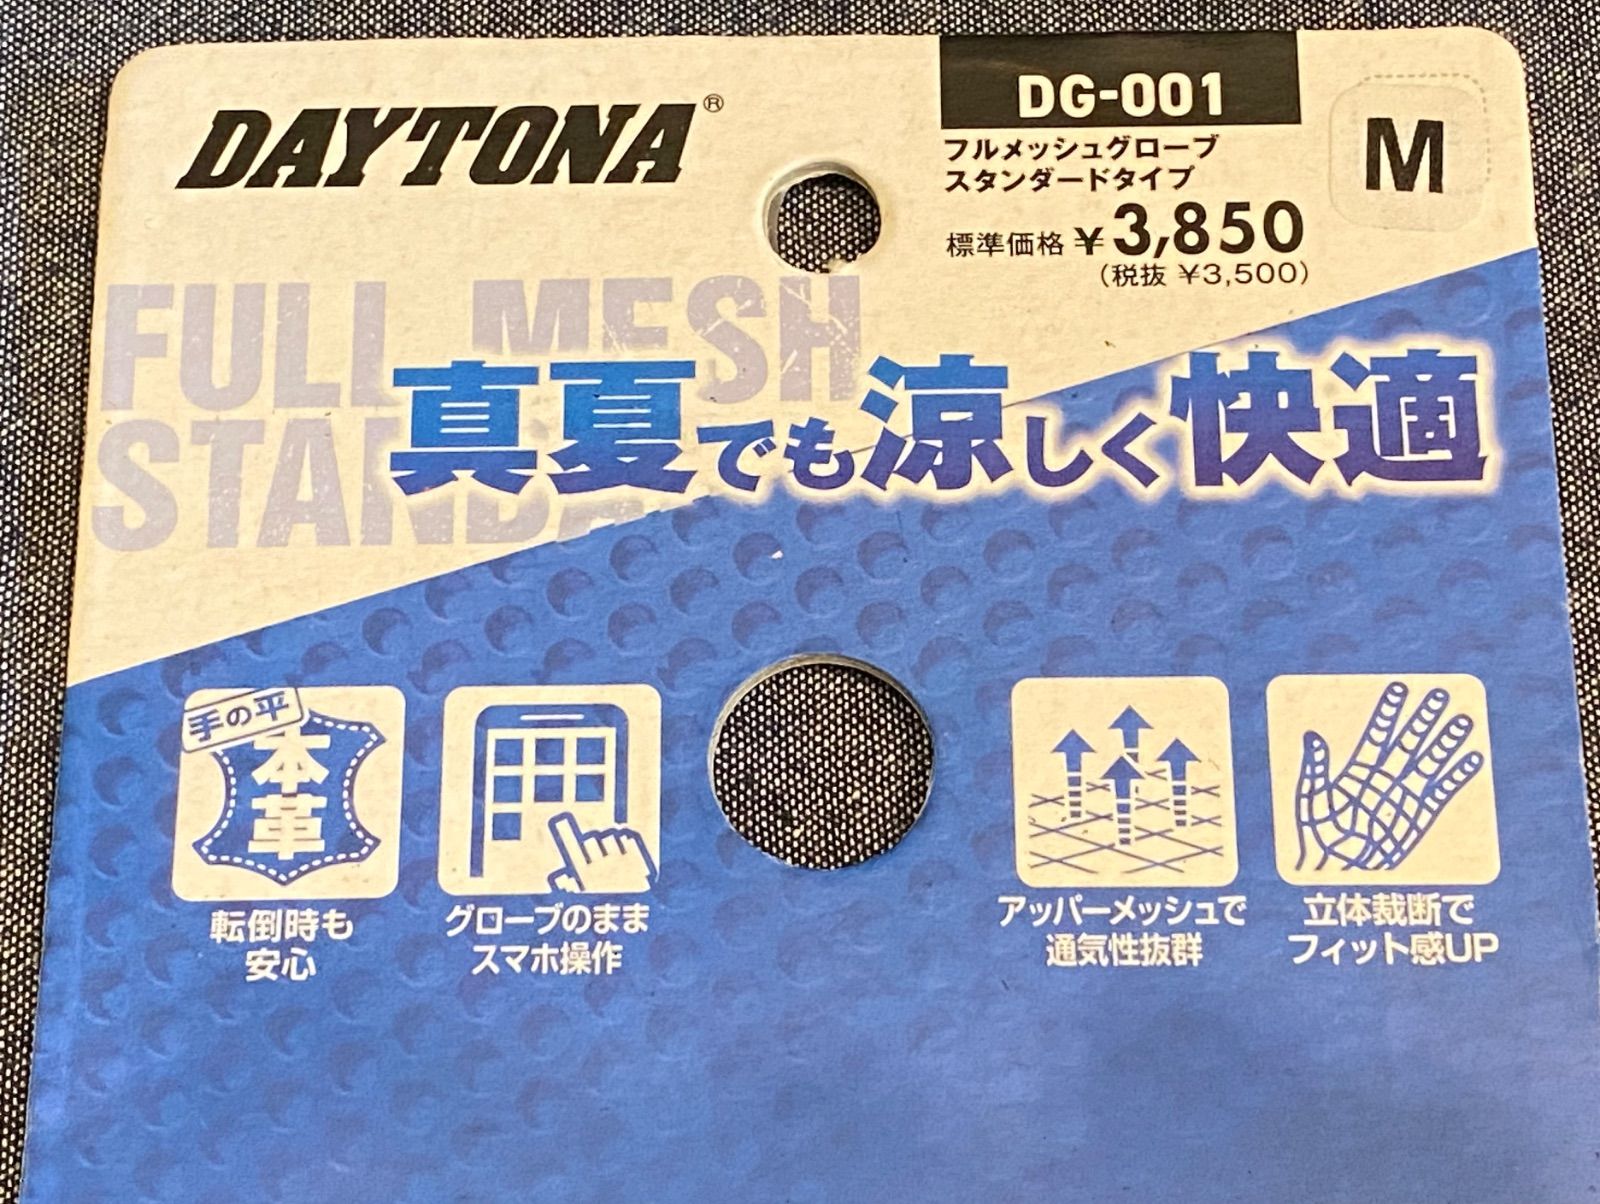 DAYTONA®
DG-001
フルメッシュグローブ
スタンダードタイプ
標準価格 ¥3,850
(税抜 ¥3,500)
M
FULL MESH
STANDA
真夏でも涼しく快適
手の平
本革
転倒時も
安心
グローブのまま
スマホ操作
アッパーメッシュで
通気性抜群
立体裁断で
フィット感UP